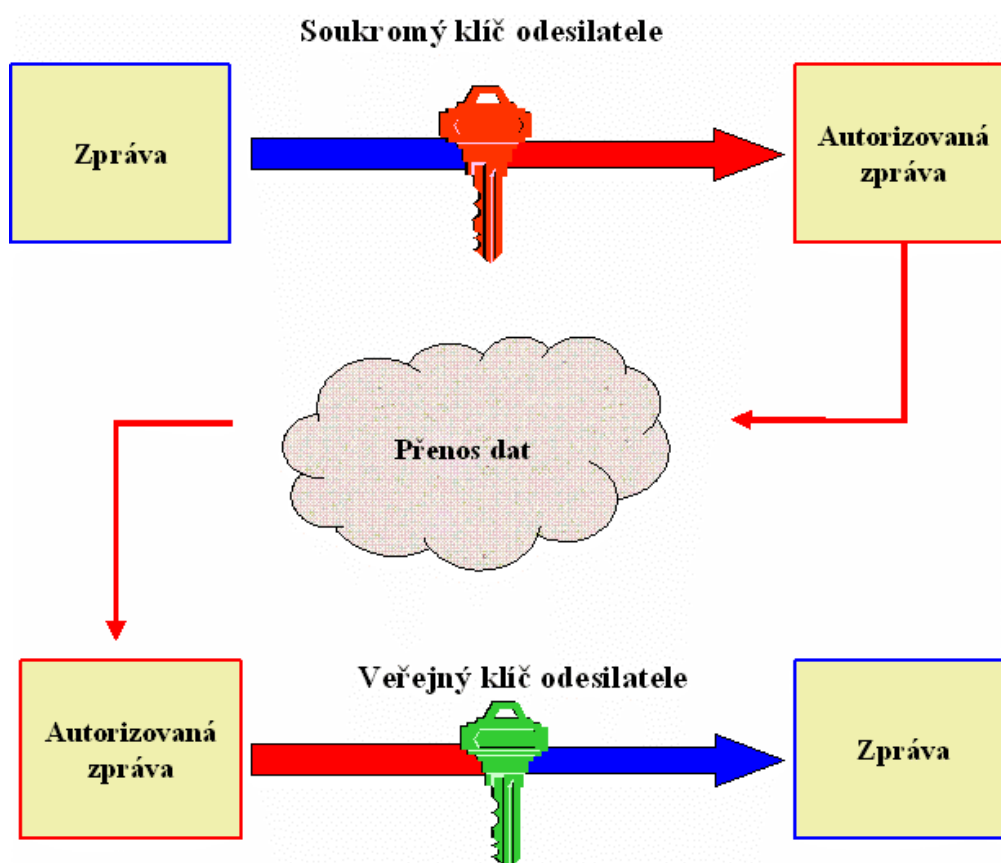 Soukromý klíč odesilatele
Zpráva
Autorizovaná
zpráva
Přenos dat
Veřejný klíč odesilatele
Autorizovaná
zpráva
Zpráva